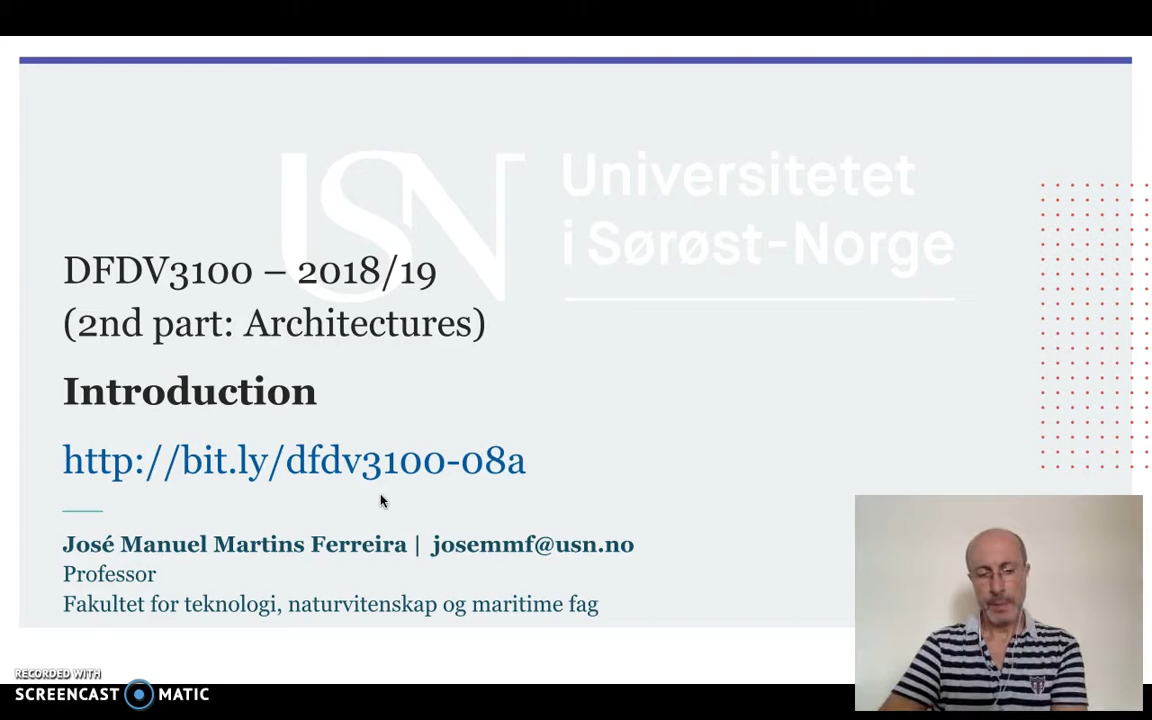 USN Universitetet
i Sørøst-Norge
DFDV3100 – 2018/19
(2nd part: Architectures)
Introduction
http://bit.ly/dfdv3100-08a
José Manuel Martins Ferreira | josemmf@usn.no
Professor
Fakultet for teknologi, naturvitenskap og maritime fag
RECORDED WITH
SCREENCAST MATIC